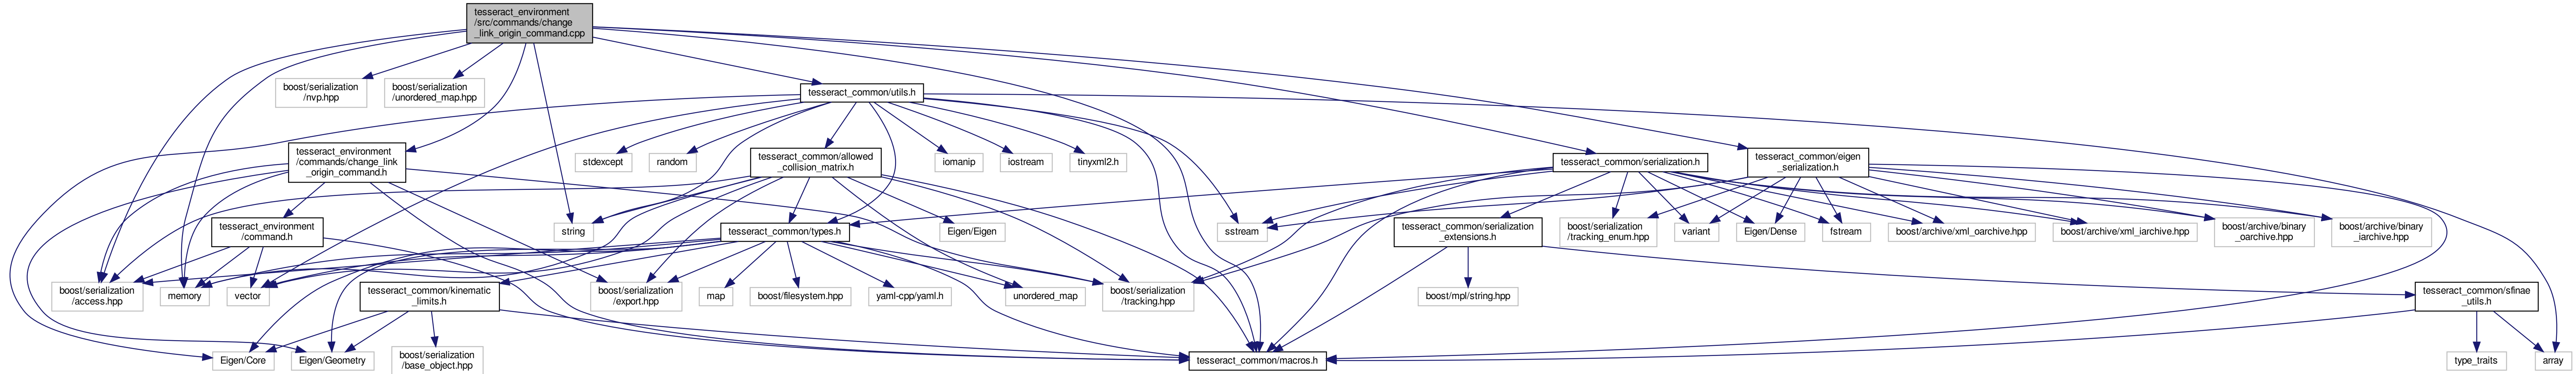 tesseract_environment
/src/commands/change
_link_origin_command.cpp
boost/serialization
/nvp.hpp
boost/serialization
/unordered_map.hpp
tesseract_common/utils.h
tesseract_environment
/commands/change_link
_origin_command.h
stdexcept
random
tesseract_common/allowed
_collision_matrix.h
iomanip
iostream
tinyxml2.h
tesseract_common/serialization.h
tesseract_common/eigen
_serialization.h
tesseract_environment
/command.h
string
tesseract_common/types.h
Eigen/Eigen
sstream
tesseract_common/serialization
_extensions.h
boost/serialization
/tracking_enum.hpp
variant
Eigen/Dense
fstream
boost/archive/xml_oarchive.hpp
boost/archive/xml_iarchive.hpp
boost/archive/binary
_oarchive.hpp
boost/archive/binary
_iarchive.hpp
boost/serialization
/access.hpp
memory
vector
tesseract_common/kinematic
_limits.h
boost/serialization
/export.hpp
map
boost/filesystem.hpp
yaml-cpp/yaml.h
unordered_map
boost/serialization
/tracking.hpp
boost/mpl/string.hpp
tesseract_common/sfinae
_utils.h
Eigen/Core
Eigen/Geometry
boost/serialization
/base_object.hpp
tesseract_common/macros.h
type_traits
array